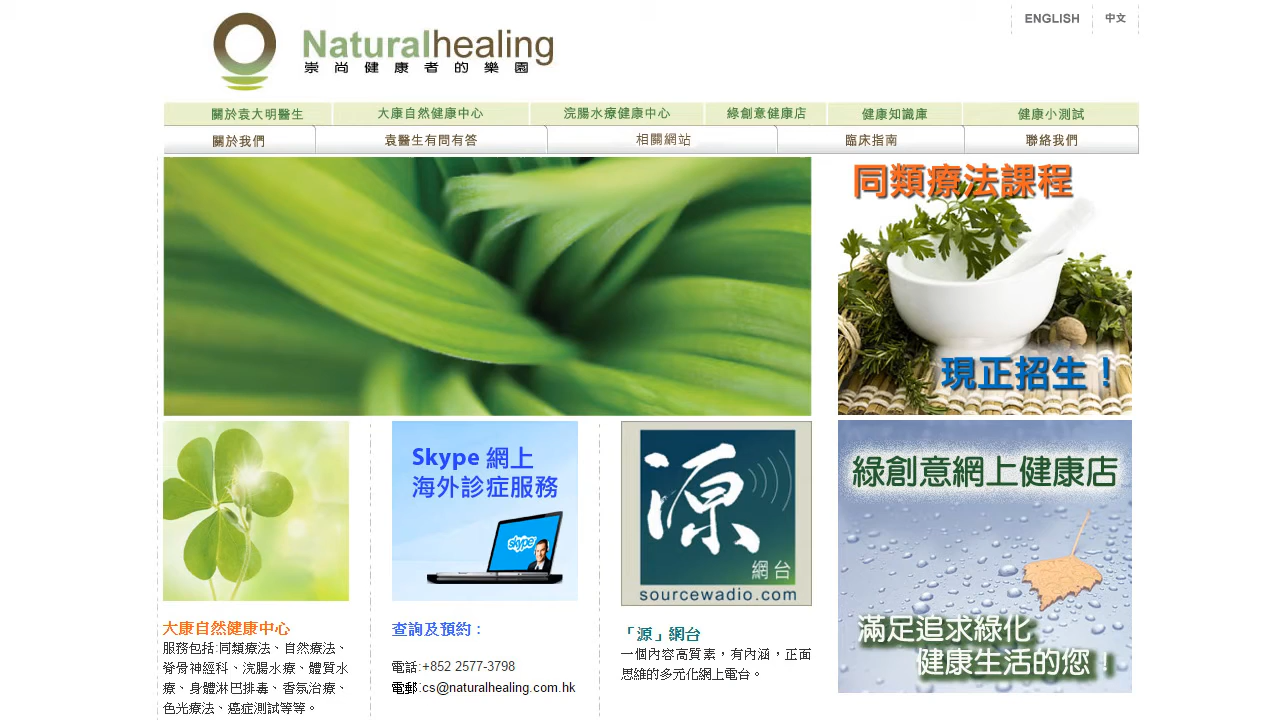 ENGLISH
中文
Naturalhealing
崇尚健康者的樂園
關於袁大明醫生
大康自然健康中心
浣腸水療健康中心
綠創意健康店
健康知識庫
健康小測試
關於我們
袁醫生有問有答
相關網站
臨床指南
聯絡我們
同類療法課程
現正招生！
Skype 網上
海外診症服務
skype
源
網台
sourcewadio.com
綠創意網上健康店
滿足追求綠化
健康生活的您！
大康自然健康中心
服務包括:同類療法、自然療法、
脊骨神經科、浣腸水療、體質水
療、身體淋巴排毒、香氛治療、
色光療法、癌症測試等等。
查詢及預約：
電話:+852 2577-3798
電郵:cs@naturalhealing.com.hk
「源」網台
一個內容高質素，有內涵，正面
思維的多元化網上電台。